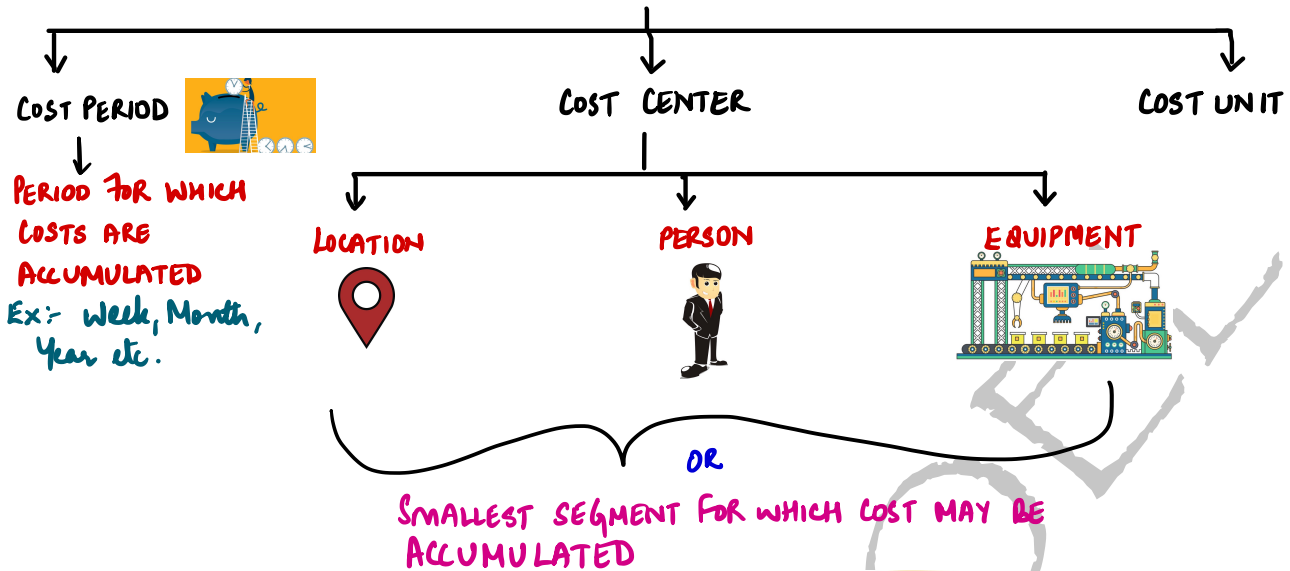 COST PERIOD
COST CENTER
COST UNIT
PERIOD FOR WHICH
COSTS ARE
ACCUMULATED
Ex:- Week, Month,
Year etc.
LOCATION
PERSON
EQUIPMENT
OR
SMALLEST SEGMENT FOR WHICH COST MAY BE
ACCUMULATED